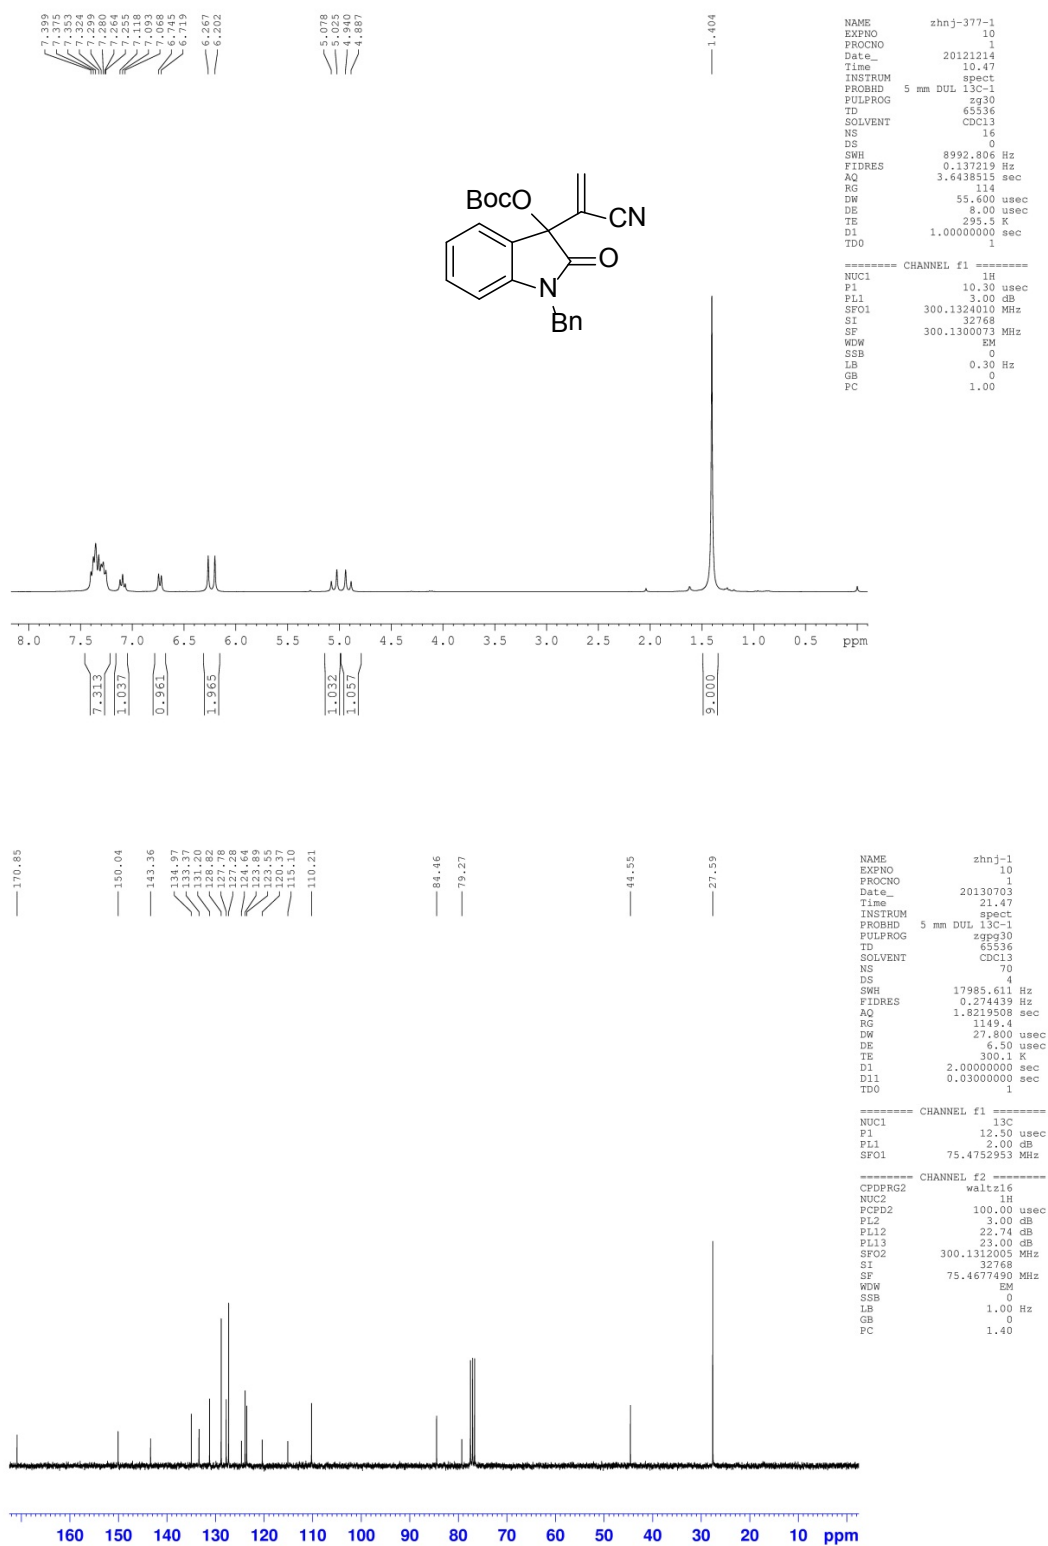 7.399
7.375
7.353
7.324
7.299
7.280
7.264
7.255
7.118
7.093
7.068
6.745
6.719
6.267
6.202
5.078
5.025
4.940
4.887
1.404
NAME zhnj-377-1
EXPNO 10
PROCNO 1
Date_ 20121214
Time 10.47
INSTRUM spect
PROBHD 5 mm DUL 13C-1
PULPROG zg30
TD 65536
SOLVENT CDCl3
NS 16
DS 0
SWH 8992.806 Hz
FIDRES 0.137219 Hz
AQ 3.6438515 sec
RG 114
DW 55.600 usec
DE 8.00 usec
TE 295.5 K
D1 1.00000000 sec
TD0 1
======== CHANNEL f1 ========
NUC1 1H
P1 10.30 usec
PL1 3.00 dB
SFO1 300.1324010 MHz
SI 32768
SF 300.1300073 MHz
WDW EM
SSB 0
LB 0.30 Hz
GB 0
PC 1.00
BocO
CN
O
N
Bn
8.0 7.5 7.0 6.5 6.0 5.5 5.0 4.5 4.0 3.5 3.0 2.5 2.0 1.5 1.0 0.5 ppm
7.313
1.037
0.961
1.965
1.032
1.057
9.000
170.85
150.04
143.36
134.97
133.37
131.20
128.82
127.78
127.28
124.64
123.89
123.55
120.37
115.10
110.21
84.46
79.27
44.55
27.59
NAME zhnj-1
EXPNO 10
PROCNO 1
Date_ 20130703
Time 21.47
INSTRUM spect
PROBHD 5 mm DUL 13C-1
PULPROG zgpg30
TD 65536
SOLVENT CDCl3
NS 70
DS 4
SWH 17985.611 Hz
FIDRES 0.274439 Hz
AQ 1.8219508 sec
RG 1149.4
DW 27.800 usec
DE 6.50 usec
TE 300.1 K
D1 2.00000000 sec
D11 0.03000000 sec
TD0 1
======== CHANNEL f1 ========
NUC1 13C
P1 12.50 usec
PL1 2.00 dB
SFO1 75.4752953 MHz
======== CHANNEL f2 ========
CPDPRG2 waltz16
NUC2 1H
PCPD2 100.00 usec
PL2 3.00 dB
PL12 22.74 dB
PL13 23.00 dB
SFO2 300.1312005 MHz
SI 32768
SF 75.4677490 MHz
WDW EM
SSB 0
LB 1.00 Hz
GB 0
PC 1.40
160 150 140 130 120 110 100 90 80 70 60 50 40 30 20 10 ppm